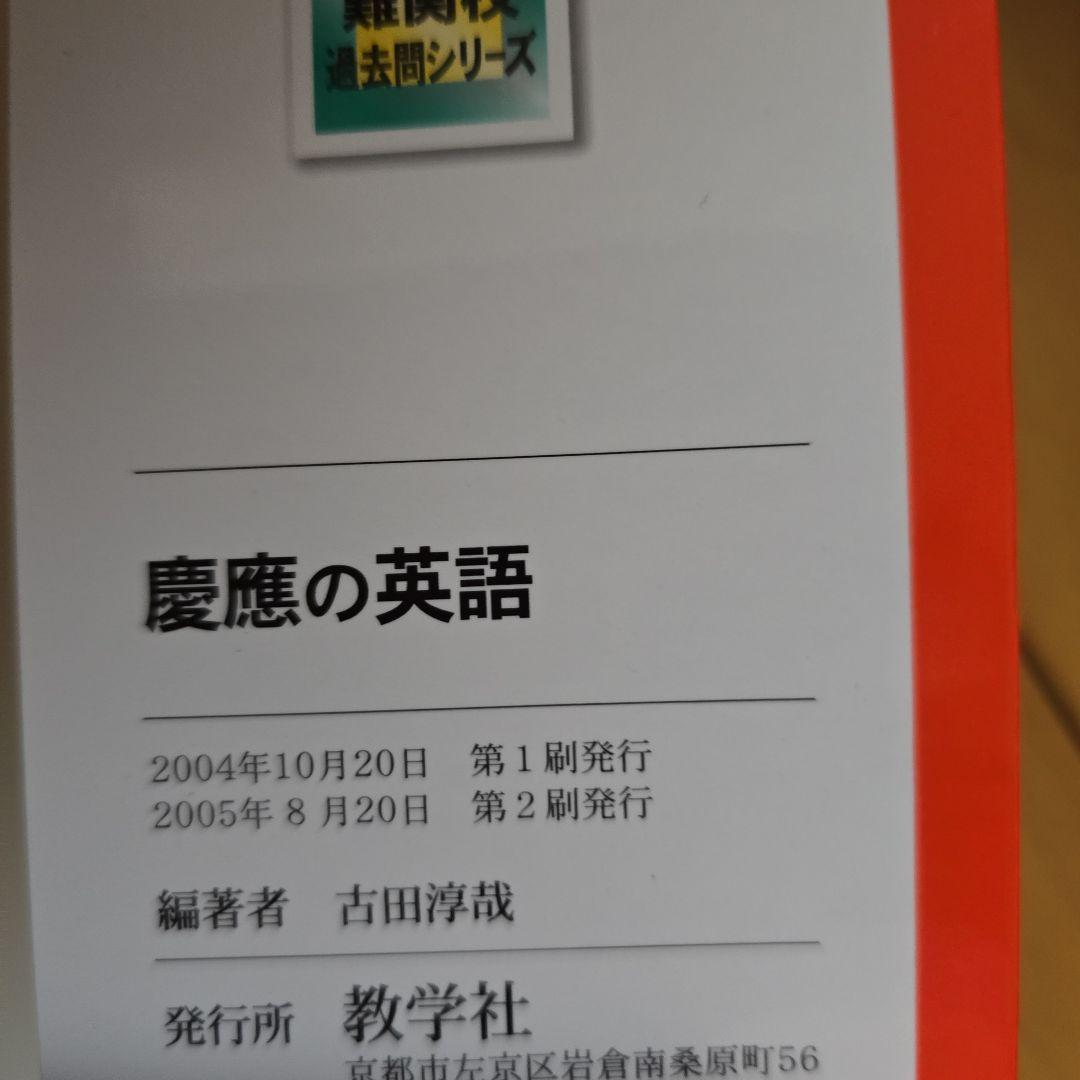 難関校
過去問シリーズ
慶應の英語
2004年10月20日　第1刷発行
2005年 8 月20日　第2刷発行
編著者　古田淳哉
発行所　教学社
京都市左京区岩倉南桑原町56